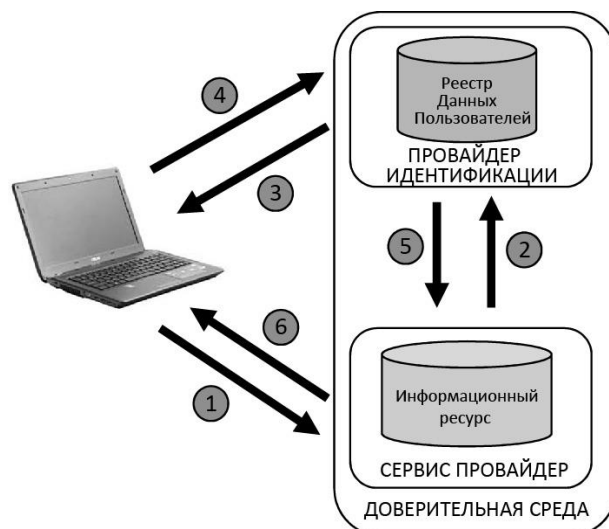 4
Реестр
Данных
Пользователей
ПРОВАЙДЕР
ИДЕНТИФИКАЦИИ
3
5
2
6
1
Информационный
ресурс
СЕРВИС ПРОВАЙДЕР
ДОВЕРИТЕЛЬНАЯ СРЕДА